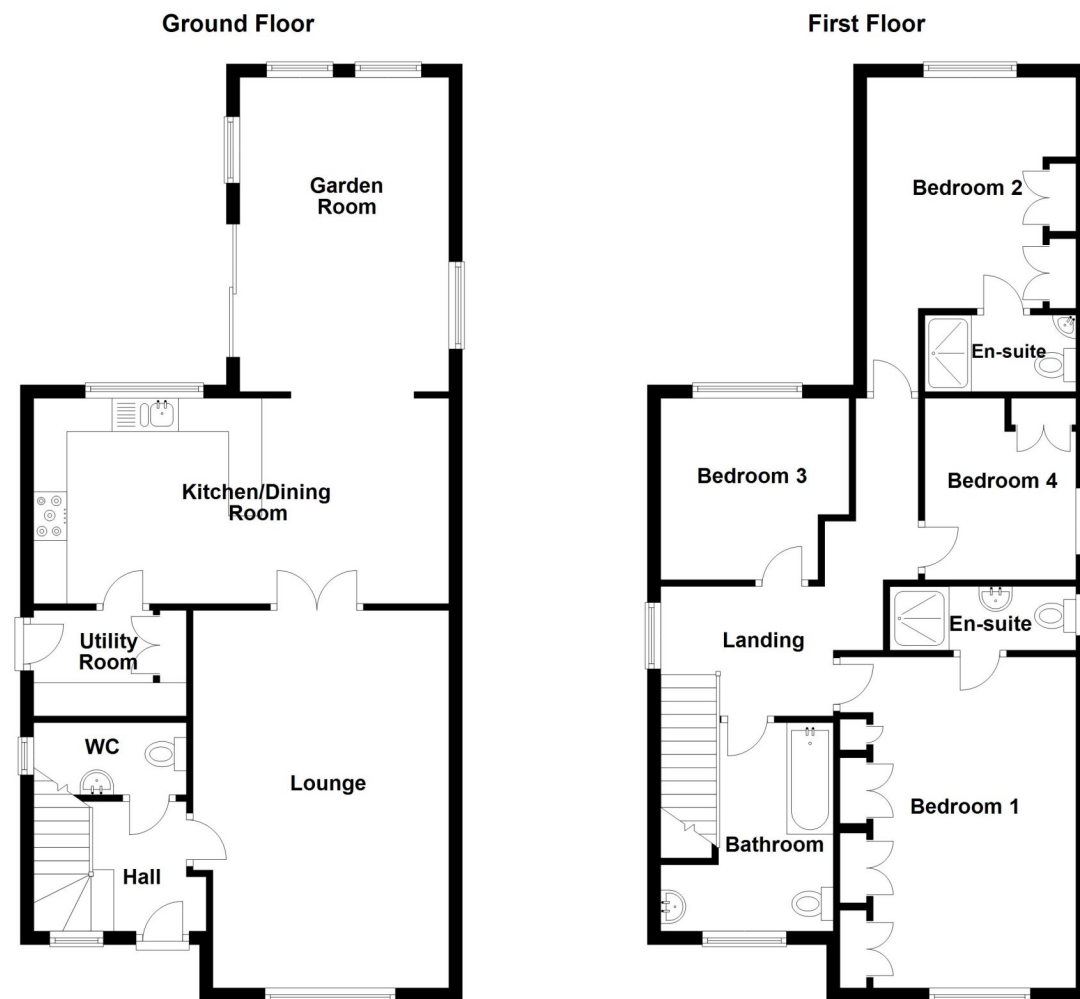 Ground Floor
Garden
Room
Kitchen/Dining
Room
Utility
Room
WC
Lounge
Hall
First Floor
Bedroom 2
En-suite
Bedroom 3
Bedroom 4
En-suite
Landing
Bedroom 1
Bathroom